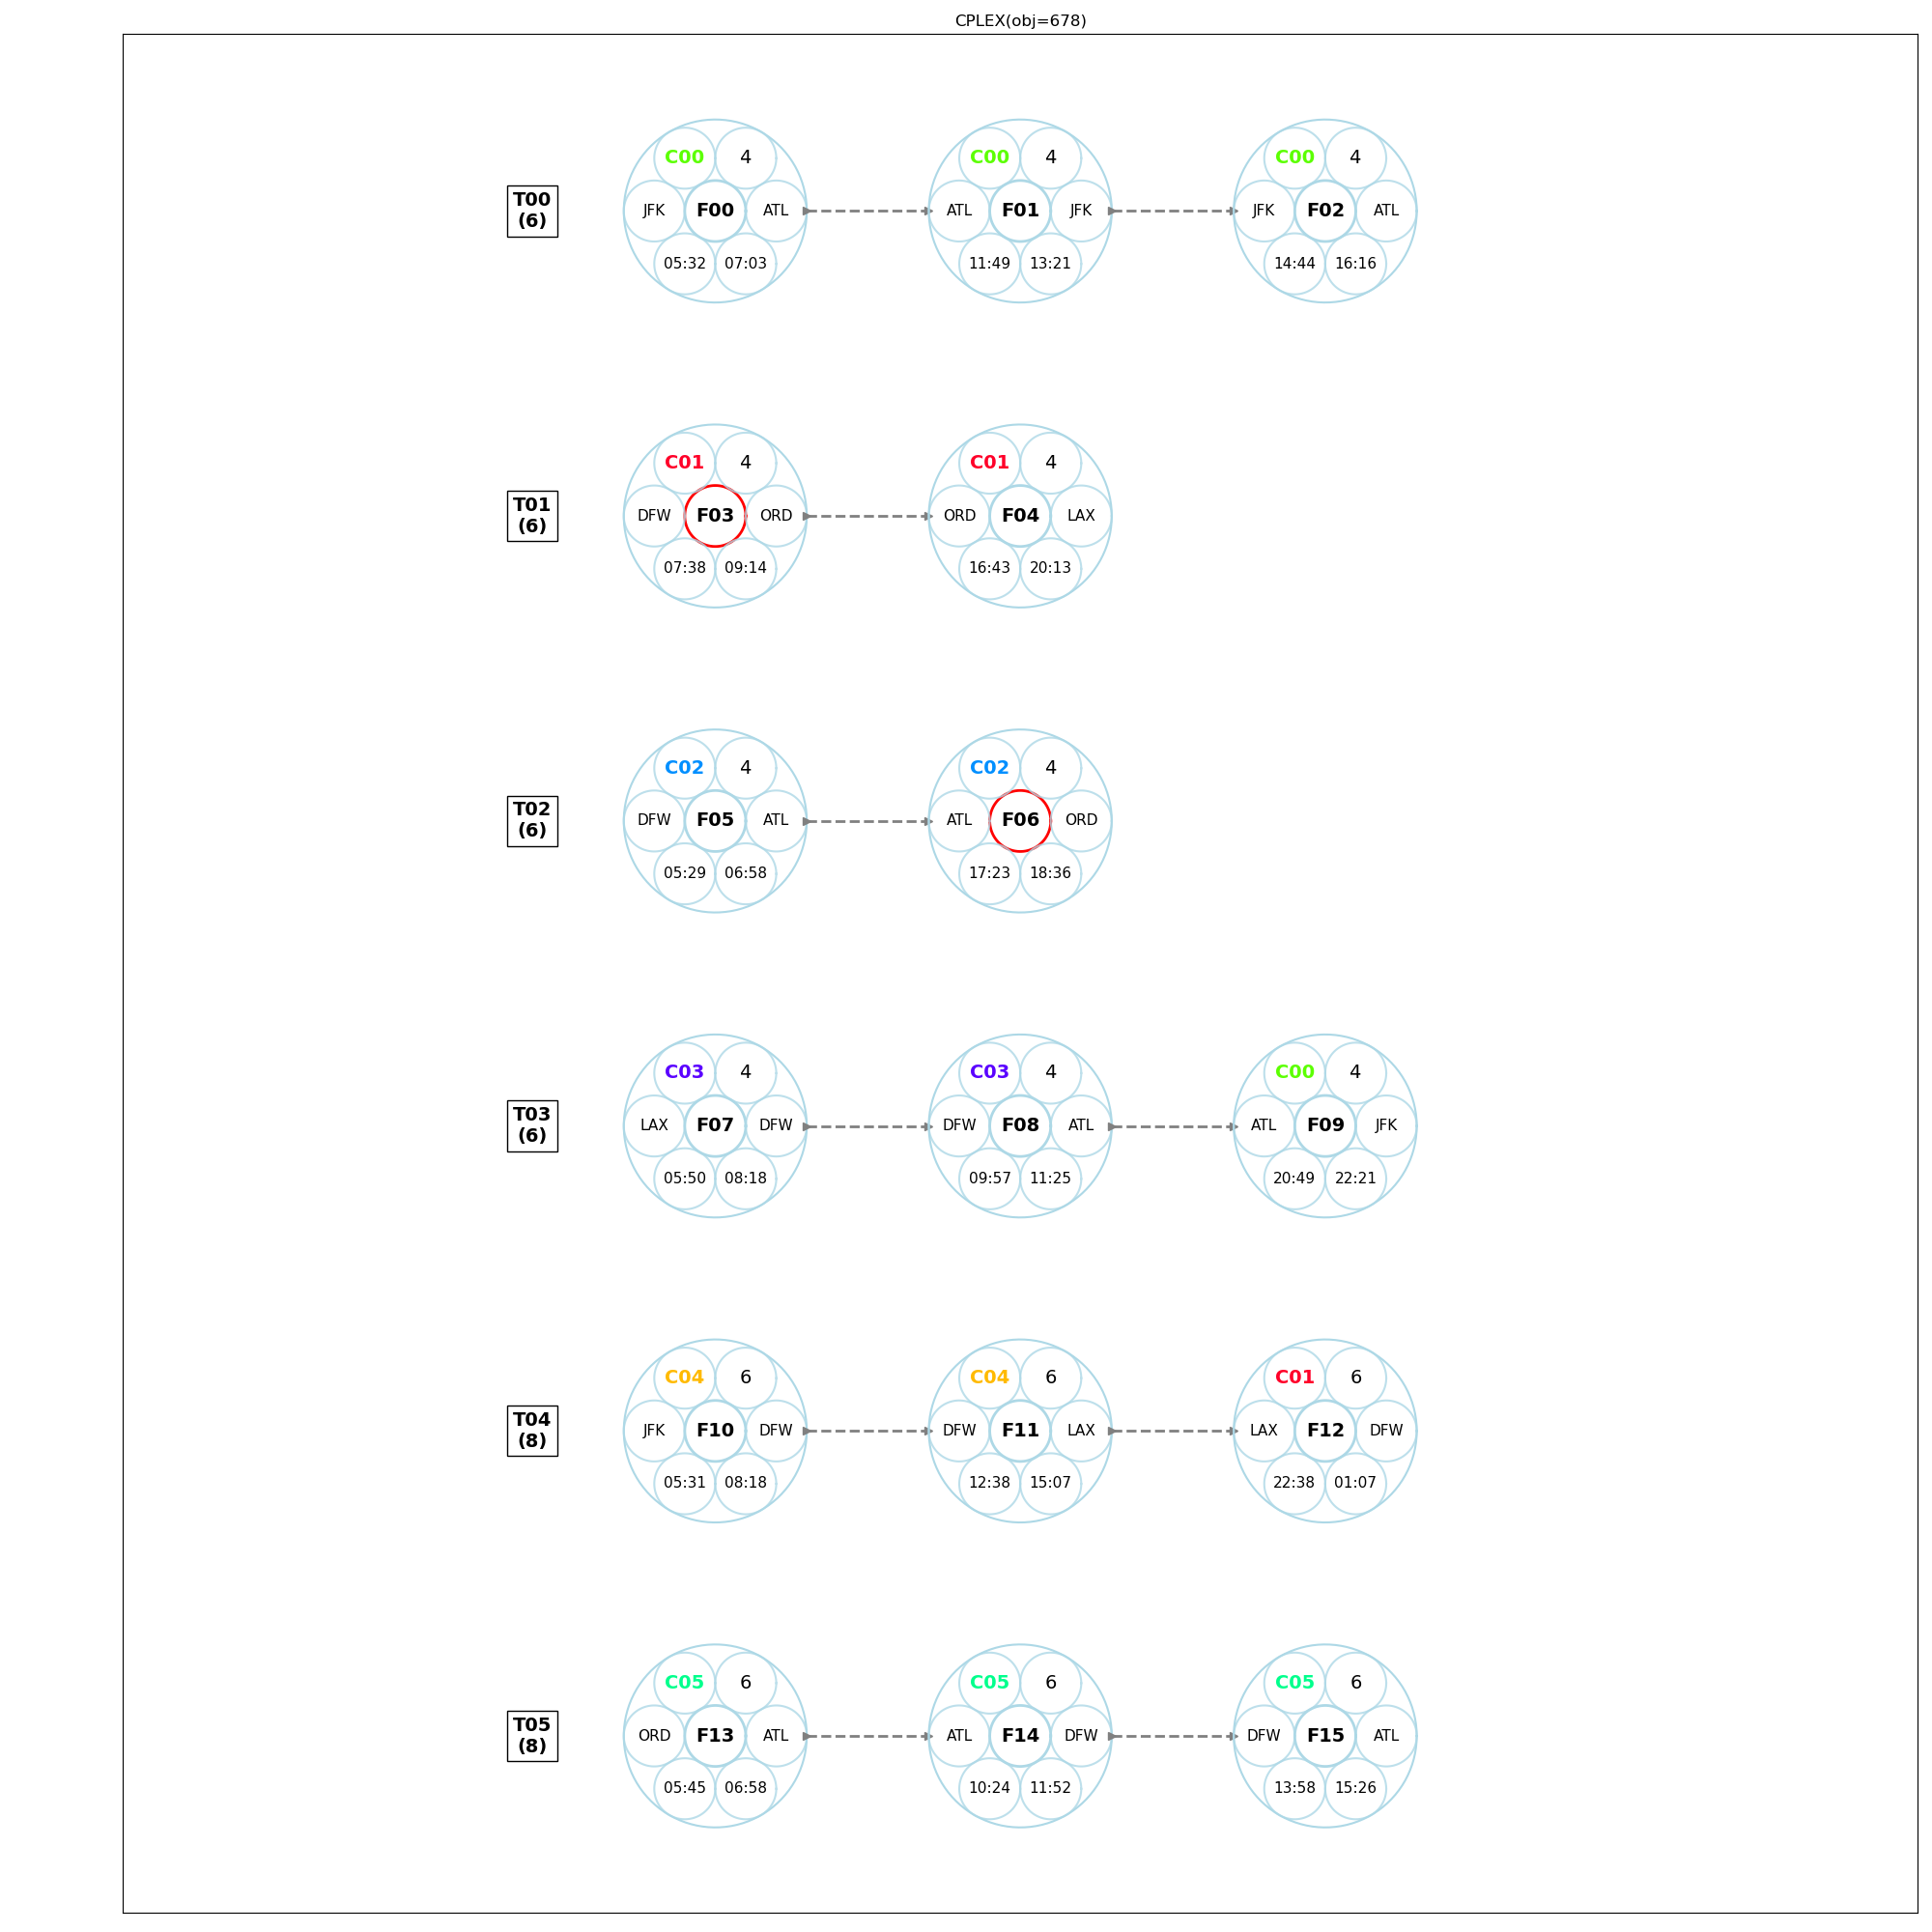 CPLEX(obj=678)
C00 4 C00 4 C00 4
T00
(6)
JFK F00 ATL ATL F01 JFK JFK F02 ATL
05:32 07:03 11:49 13:21 14:44 16:16
C01 4 C01 4
T01
(6)
DFW F03 ORD ORD F04 LAX
07:38 09:14 16:43 20:13
C02 4 C02 4
T02
(6)
DFW F05 ATL ATL F06 ORD
05:29 06:58 17:23 18:36
C03 4 C03 4 C00 4
T03
(6)
LAX F07 DFW DFW F08 ATL ATL F09 JFK
05:50 08:18 09:57 11:25 20:49 22:21
C04 6 C04 6 C01 6
T04
(8)
JFK F10 DFW DFW F11 LAX LAX F12 DFW
05:31 08:18 12:38 15:07 22:38 01:07
C05 6 C05 6 C05 6
T05
(8)
ORD F13 ATL ATL F14 DFW DFW F15 ATL
05:45 06:58 10:24 11:52 13:58 15:26